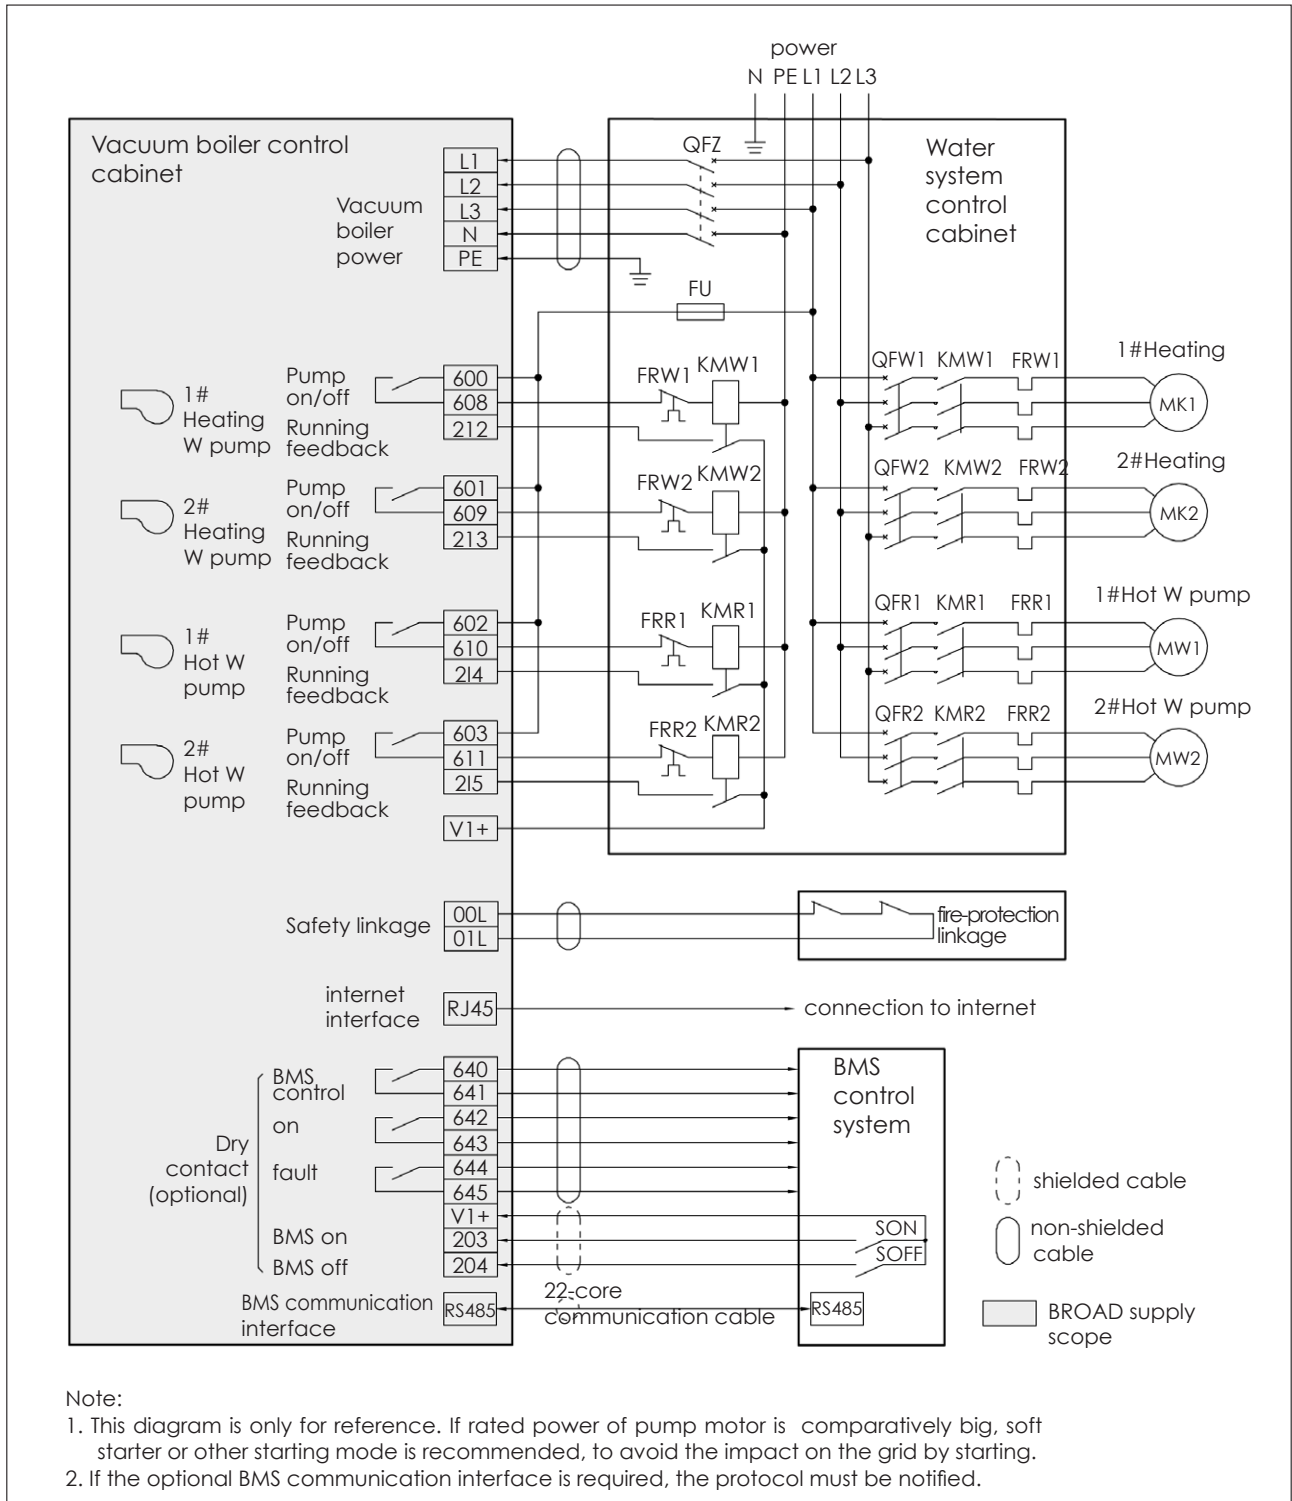 power
N PE L1 L2 L3
Vacuum boiler control
cabinet
Vacuum
boiler
power
L1
L2
L3
N
PE
QFZ
Water
system
control
cabinet
FU
1#
Heating
W pump
Pump
on/off
Running
feedback
600
608
212
FRW1
KMW1
QFW1 KMW1 FRW1
1#Heating
MK1
2#
Heating
W pump
Pump
on/off
Running
feedback
601
609
213
FRW2
KMW2
QFW2 KMW2 FRW2
2#Heating
MK2
1#
Hot W
pump
Pump
on/off
Running
feedback
602
610
2I4
FRR1
KMR1
QFR1 KMR1 FRR1
1#Hot W pump
MW1
2#
Hot W
pump
Pump
on/off
Running
feedback
603
611
2I5
V1+
FRR2
KMR2
QFR2 KMR2 FRR2
2#Hot W pump
MW2
Safety linkage
00L
01L
fire-protection
linkage
internet
interface
RJ45
connection to internet
Dry
contact
(optional)
BMS
control
on
fault
BMS on
BMS off
640
641
642
643
644
645
V1+
203
204
BMS
control
system
SON
SOFF
BMS communication
interface
RS485
22-core
communication cable
RS485
shielded cable
non-shielded
cable
BROAD supply
scope
Note:
1. This diagram is only for reference. If rated power of pump motor is comparatively big, soft
starter or other starting mode is recommended, to avoid the impact on the grid by starting.
2. If the optional BMS communication interface is required, the protocol must be notified.